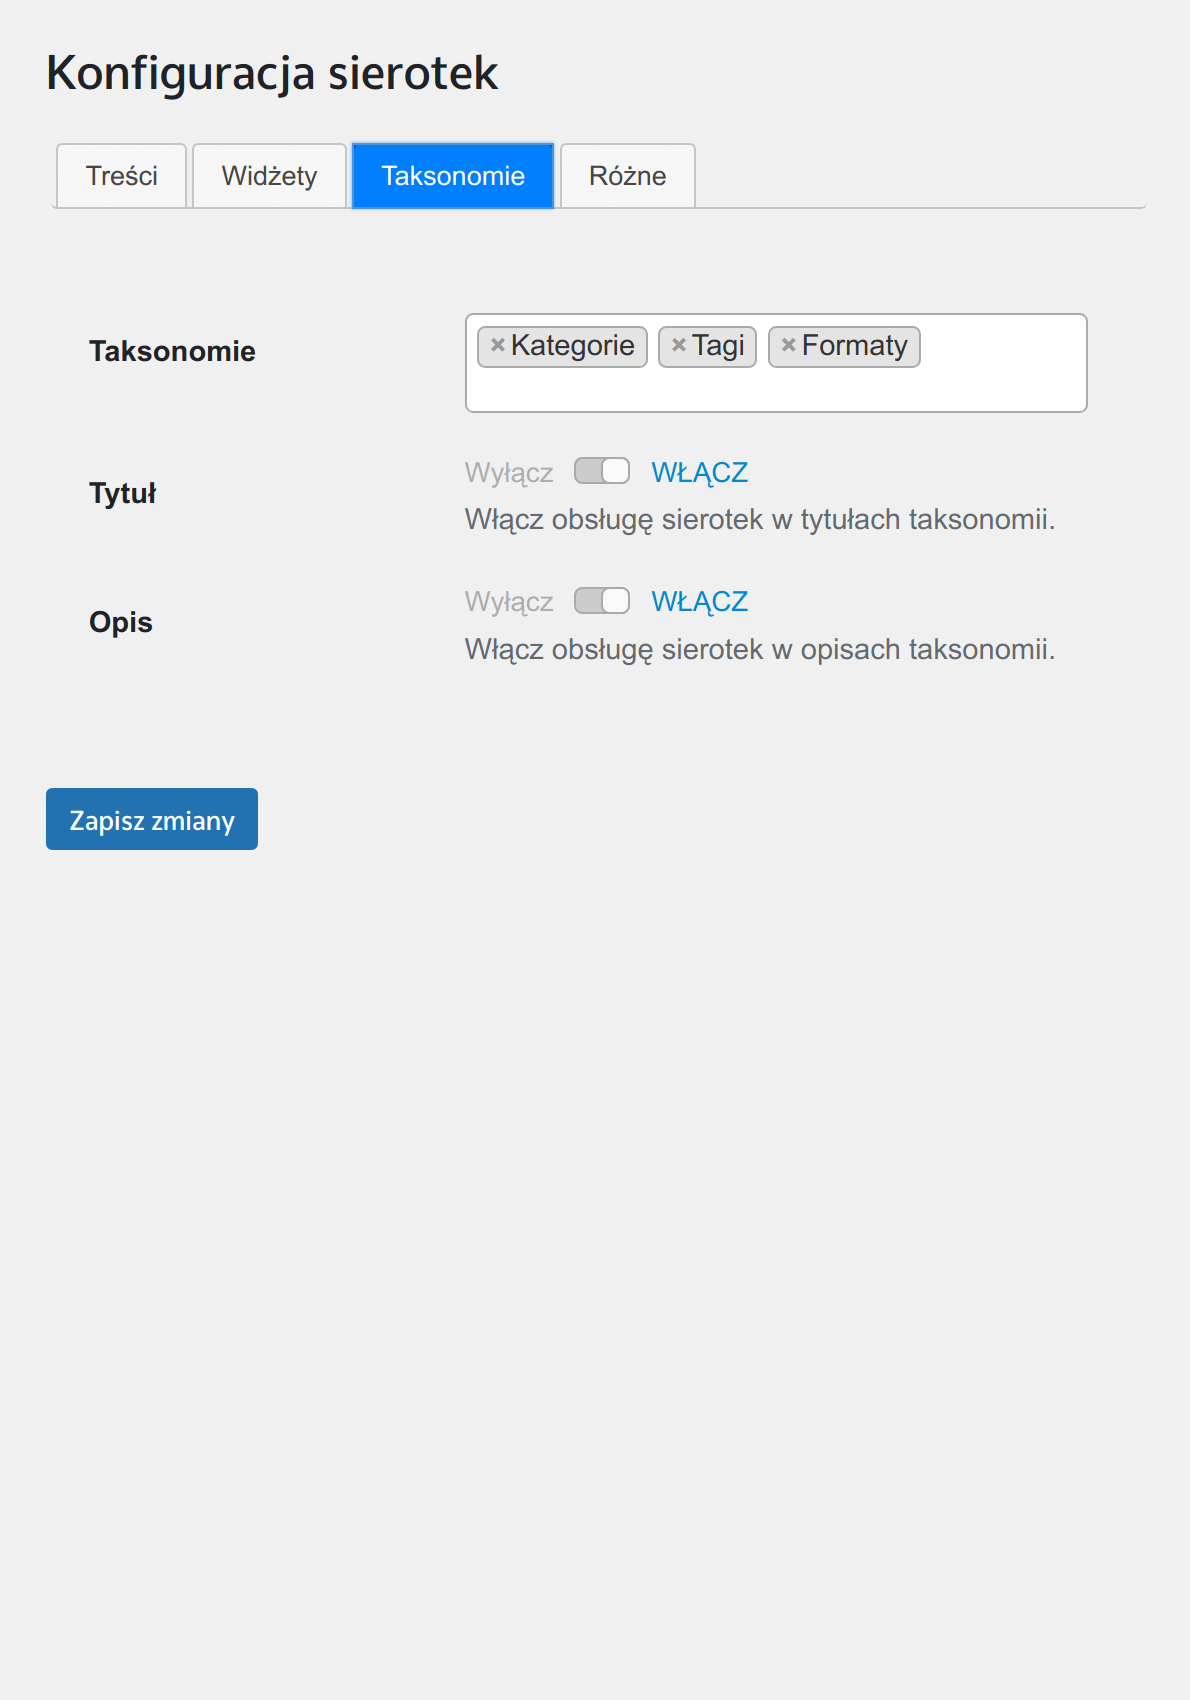 Konfiguracja sierotek
Treści Widżety Taksonomie Różne
Taksonomie
× Kategorie × Tagi × Formaty
Tytuł
Wyłącz WŁĄCZ
Włącz obsługę sierotek w tytułach taksonomii.
Opis
Wyłącz WŁĄCZ
Włącz obsługę sierotek w opisach taksonomii.
Zapisz zmiany